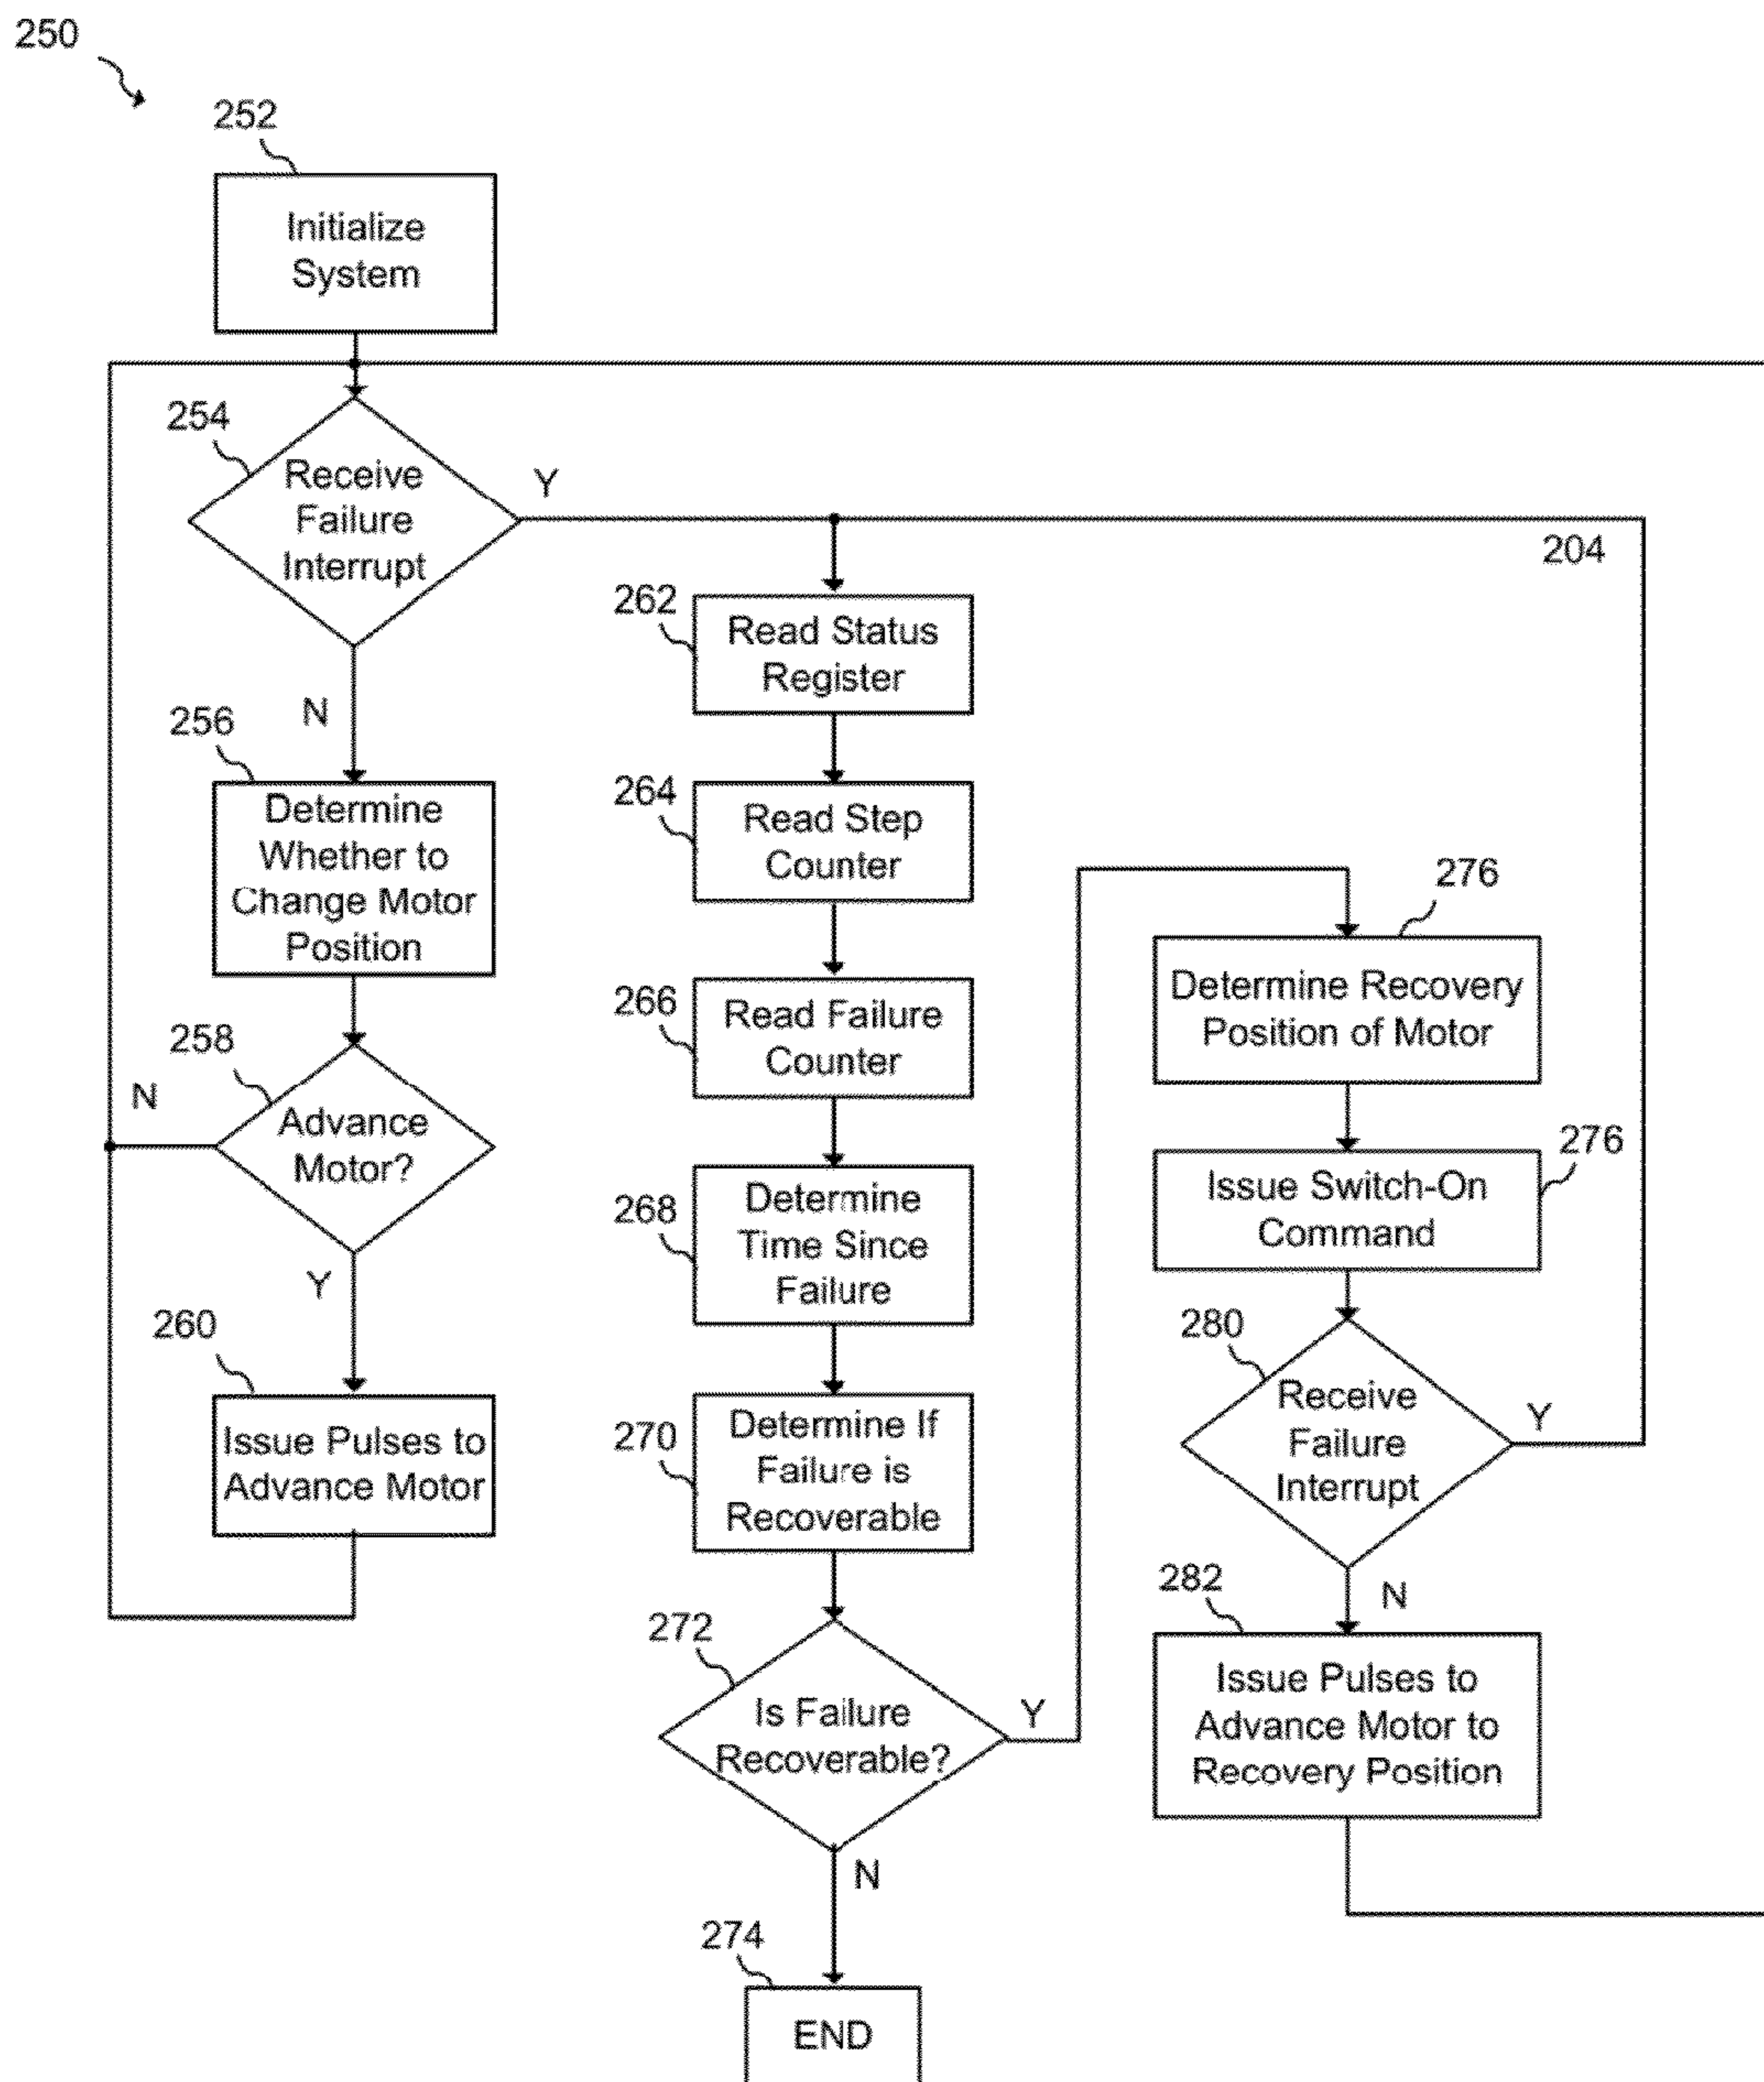 250
252
Initialize
System
254
Receive
Failure
Interrupt
Y
N
204
256
Determine
Whether to
Change Motor
Position
258
Advance
Motor?
N
Y
260
Issue Pulses to
Advance Motor
262
Read Status
Register
264
Read Step
Counter
266
Read Failure
Counter
268
Determine
Time Since
Failure
270
Determine If
Failure is
Recoverable
272
Is Failure
Recoverable?
Y
N
274
END
276
Determine Recovery
Position of Motor
276
Issue Switch-On
Command
280
Receive
Failure
Interrupt
Y
N
282
Issue Pulses to
Advance Motor to
Recovery Position